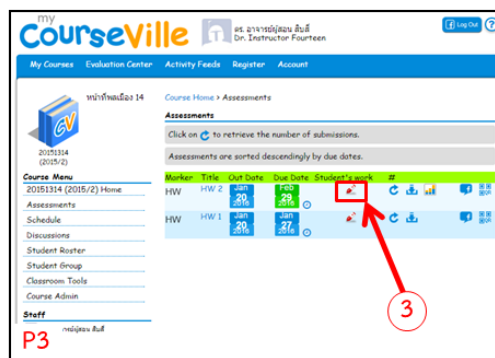 my
CourseVille
ดร. อาจารย์ผู้สอน สิบสี่
Dr. Instructor Fourteen
Log Out
?
My Courses Evaluation Center Activity Feeds Register Account
หน้าที่พลเมือง 14
Course Home > Assessments
Assessments
Click on to retrieve the number of submissions.
Assessments are sorted descendingly by due dates.
20151314
(2015/2)
Course Menu
20151314 (2015/2) Home
Assessments
Schedule
Discussions
Student Roster
Student Group
Classroom Tools
Course Admin
Staff
Marker Title Out Date Due Date Student's work #
HW HW 2 Jan 20 2016 Feb 29 2016
HW HW 1 Jan 20 2016 Jan 27 2016
3
P3